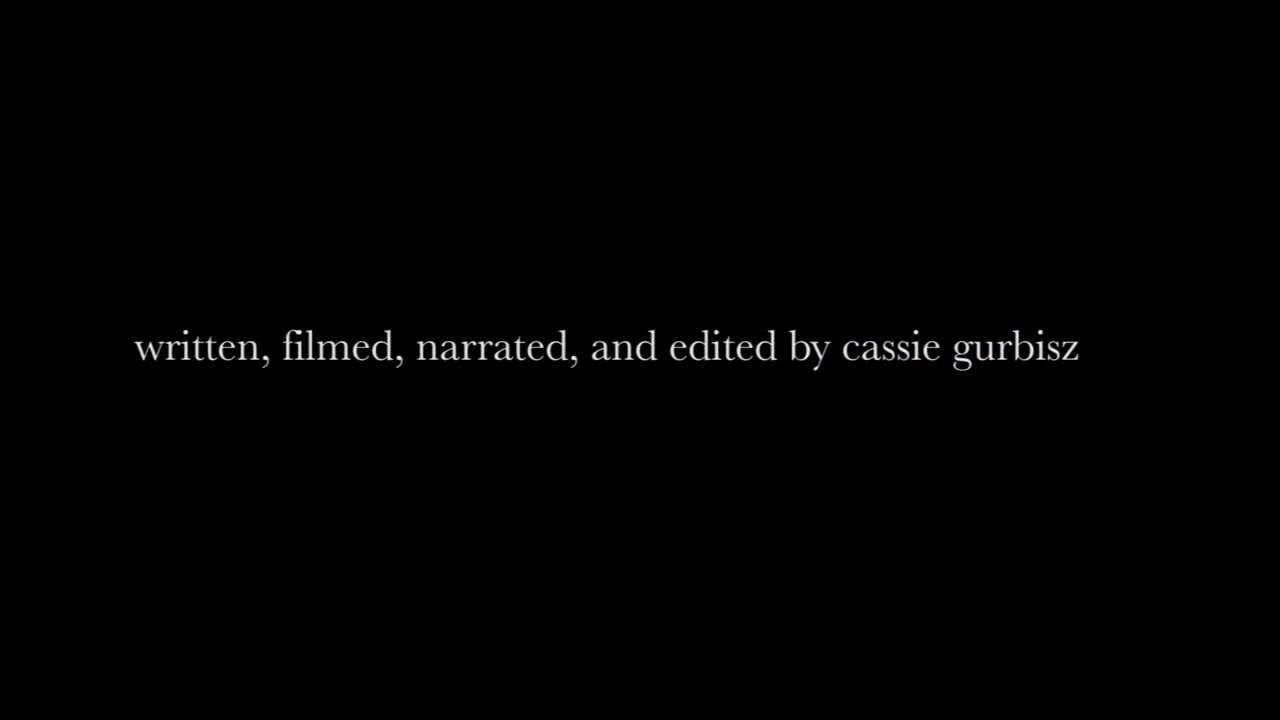 written, filmed, narrated, and edited by cassie gurbisz